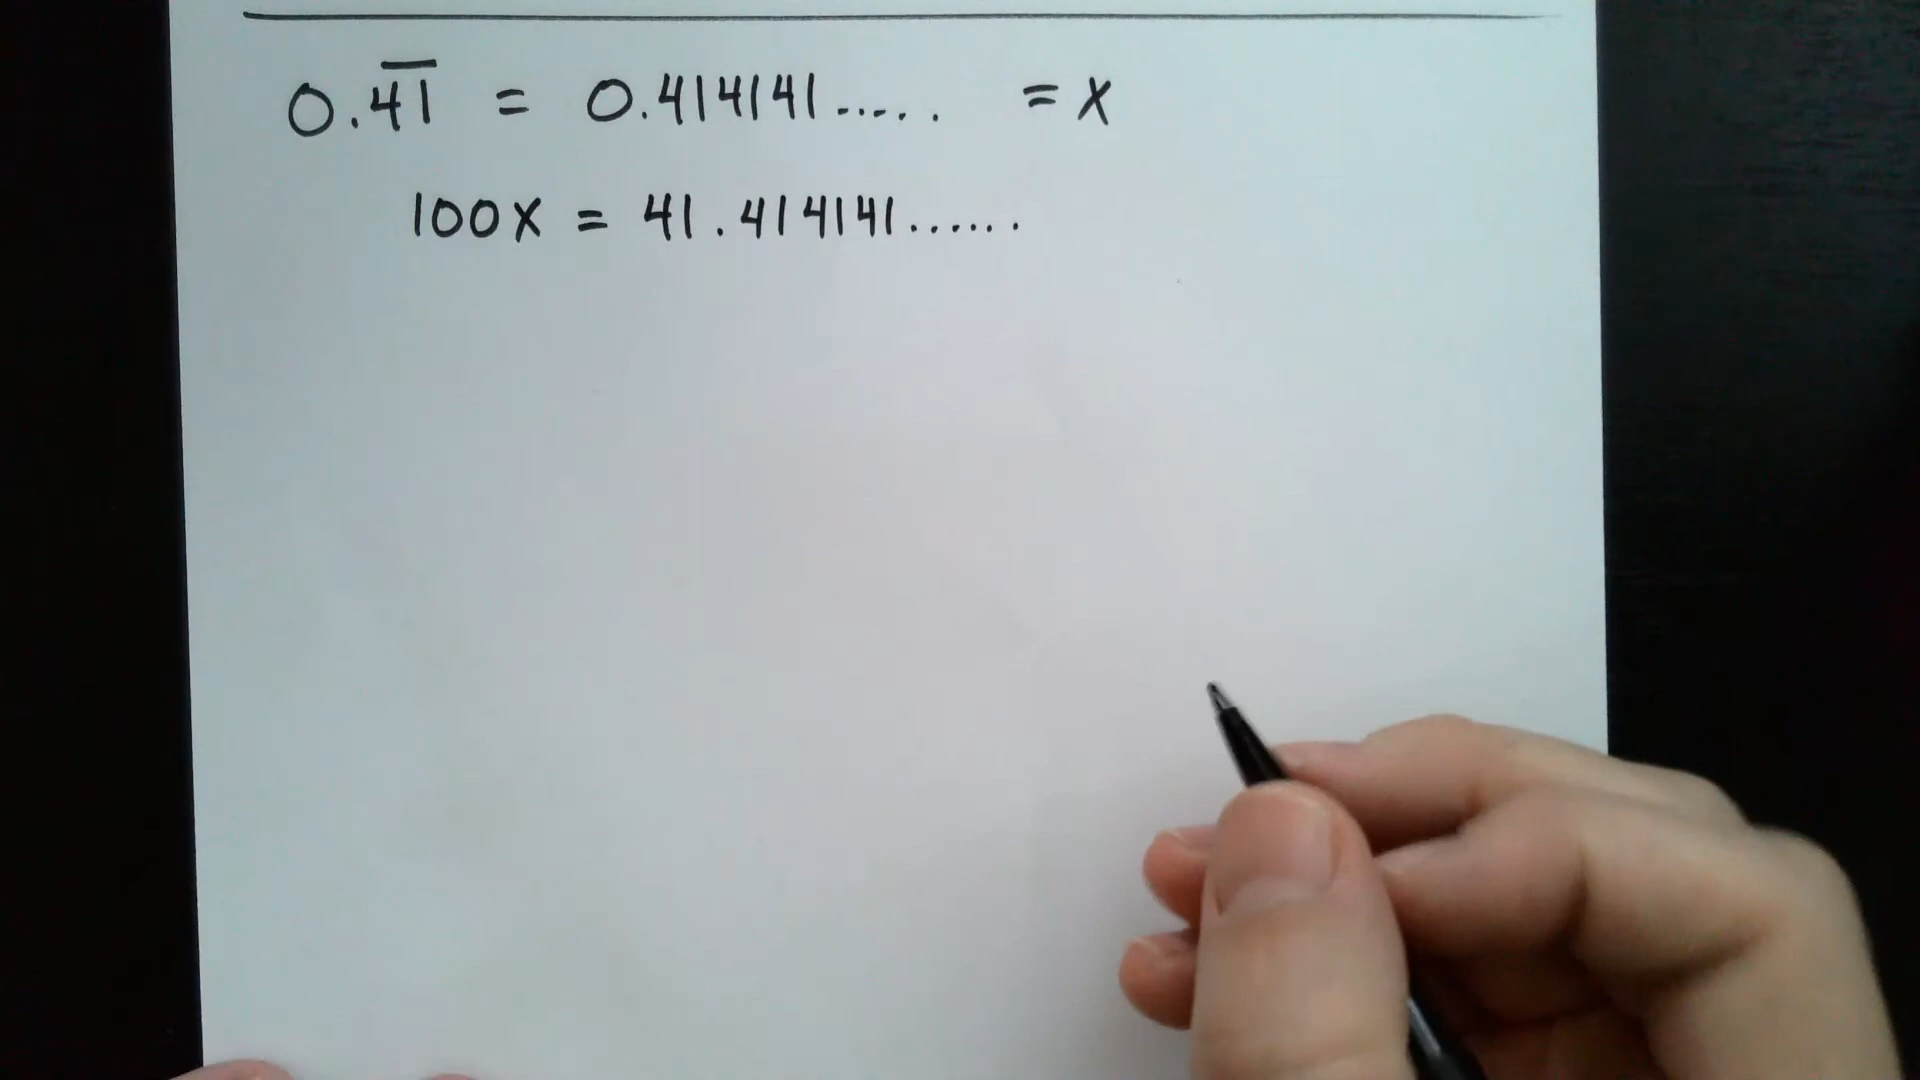 0.4̅1̅ = 0.414141..... = x
100x = 41.414141......